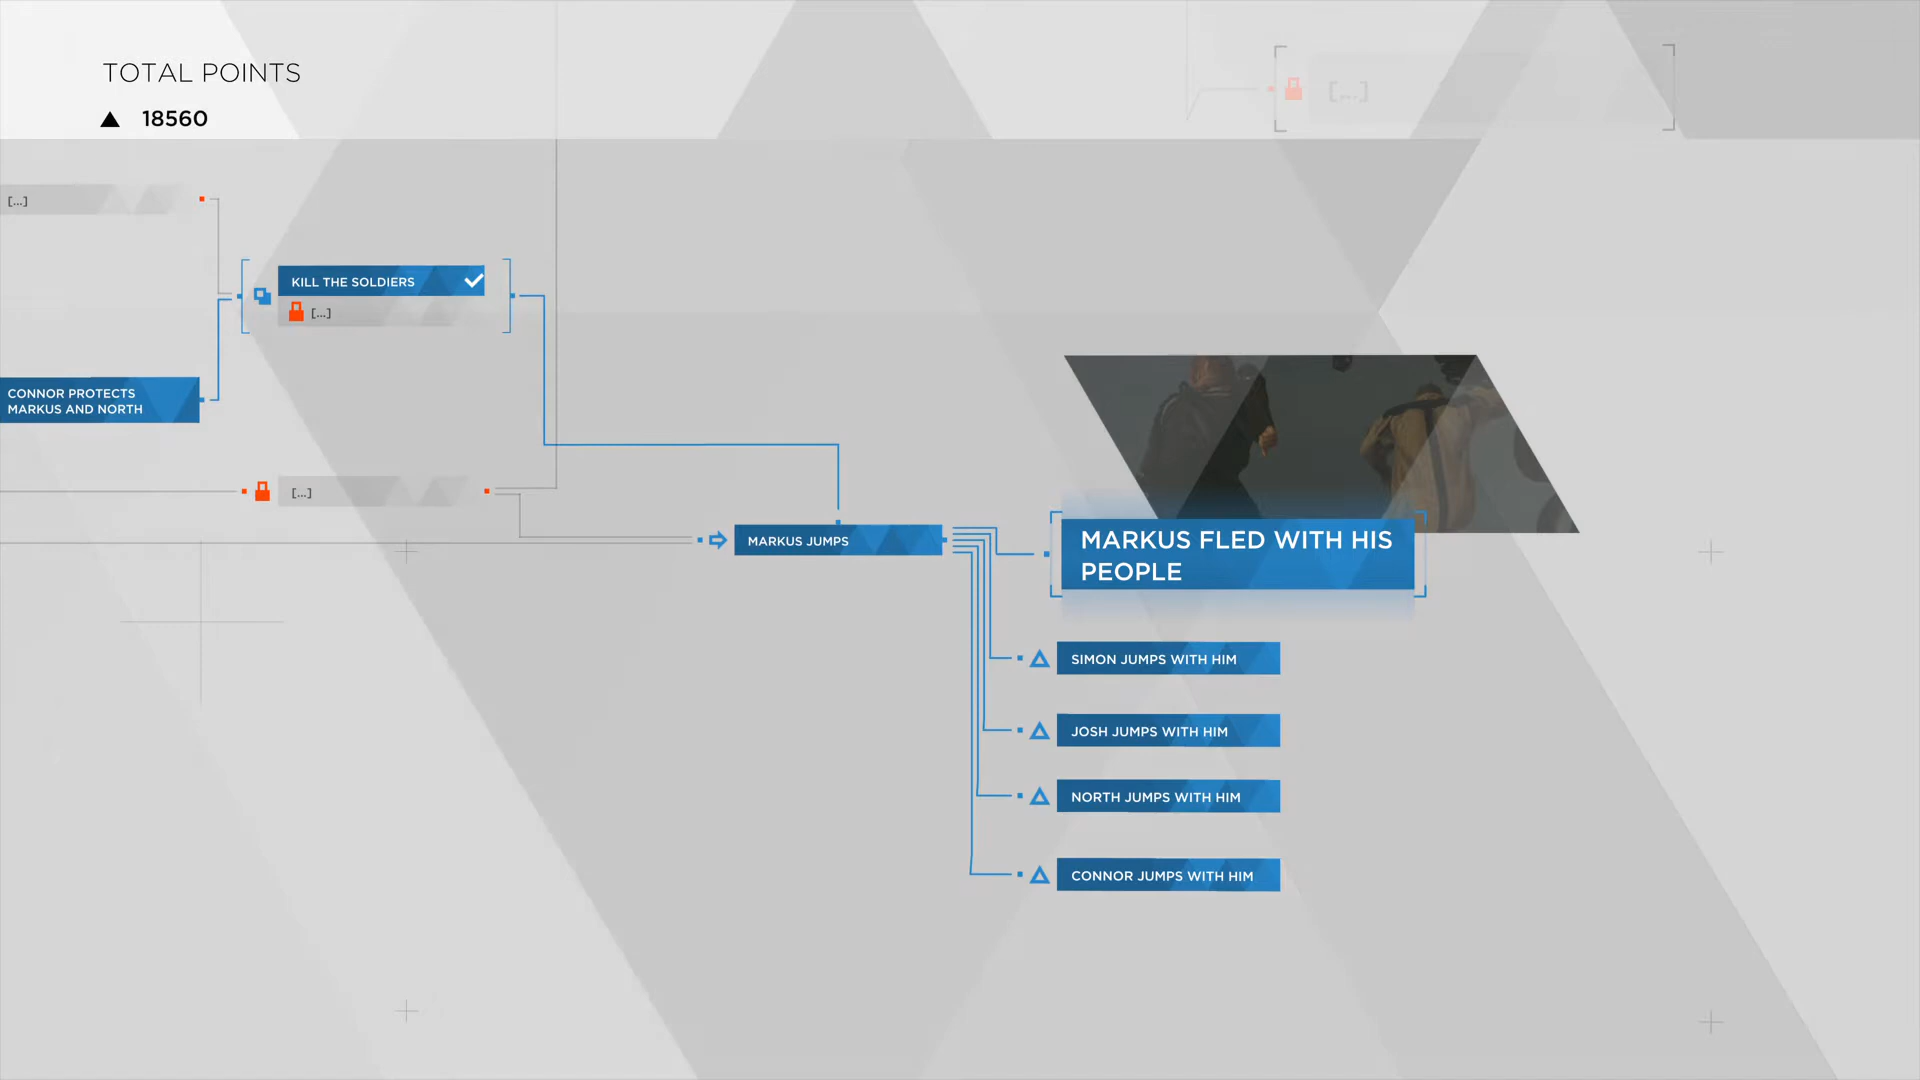 TOTAL POINTS
18560
[...]
[...]
KILL THE SOLDIERS
[...]
CONNOR PROTECTS
MARKUS AND NORTH
[...]
MARKUS JUMPS
MARKUS FLED WITH HIS
PEOPLE
SIMON JUMPS WITH HIM
JOSH JUMPS WITH HIM
NORTH JUMPS WITH HIM
CONNOR JUMPS WITH HIM